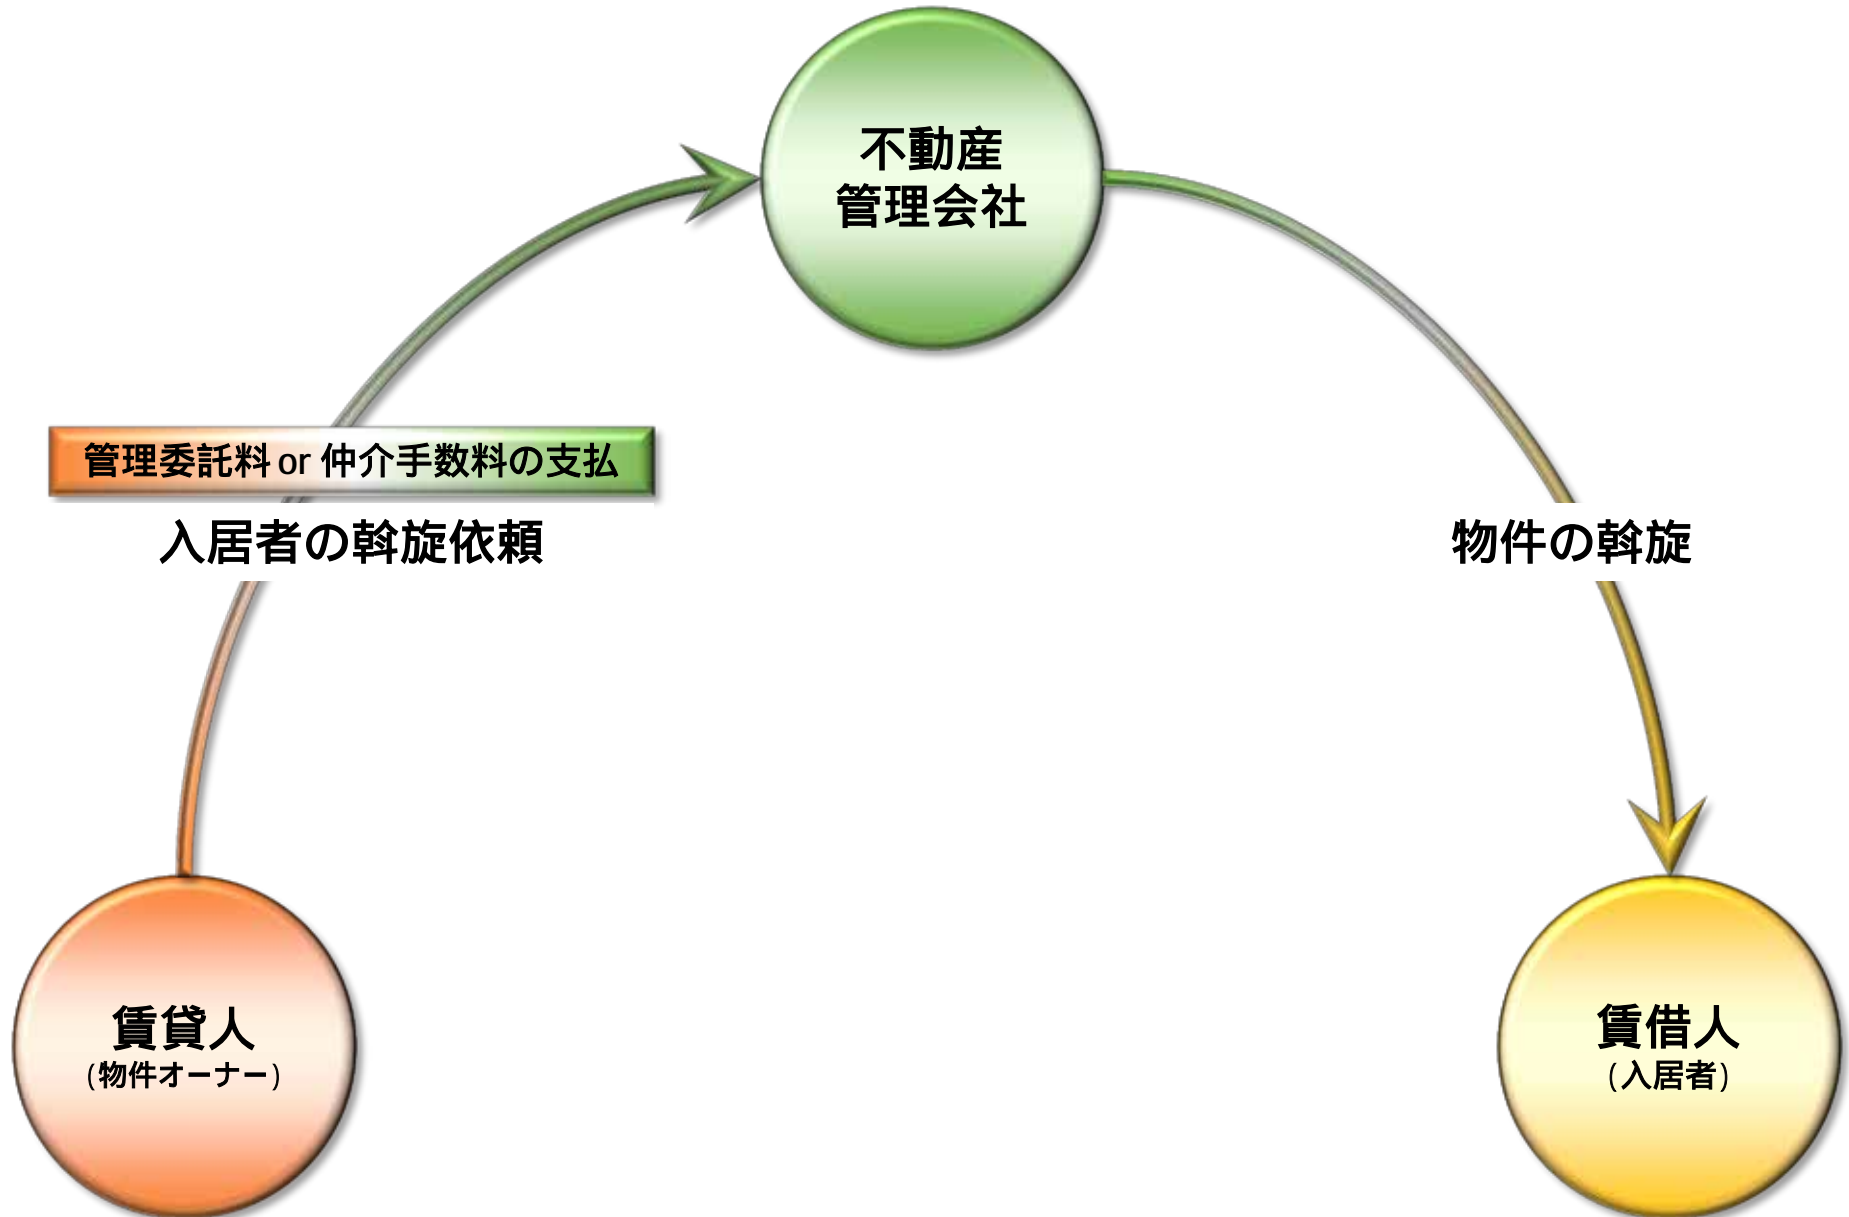 不動産
管理会社
管理委託料 or 仲介手数料の支払
入居者の斡旋依頼
物件の斡旋
賃貸人
(物件オーナー)
賃借人
(入居者)